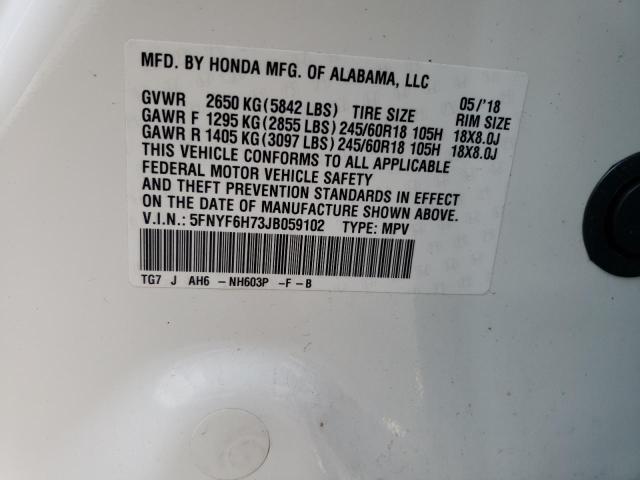 MFD. BY HONDA MFG. OF ALABAMA, LLC
05/'18
GVWR 2650 KG(5842 LBS) TIRE SIZE RIM SIZE
GAWR F 1295 KG(2855 LBS) 245/60R18 105H 18X8.0J
GAWR R 1405 KG(3097 LBS) 245/60R18 105H 18X8.0J
THIS VEHICLE CONFORMS TO ALL APPLICABLE
FEDERAL MOTOR VEHICLE SAFETY
AND THEFT PREVENTION STANDARDS IN EFFECT
ON THE DATE OF MANUFACTURE SHOWN ABOVE.
V.I.N.: 5FNYF6H73JB059102 TYPE: MPV
TG7 J AH6 -NH603P -F-B